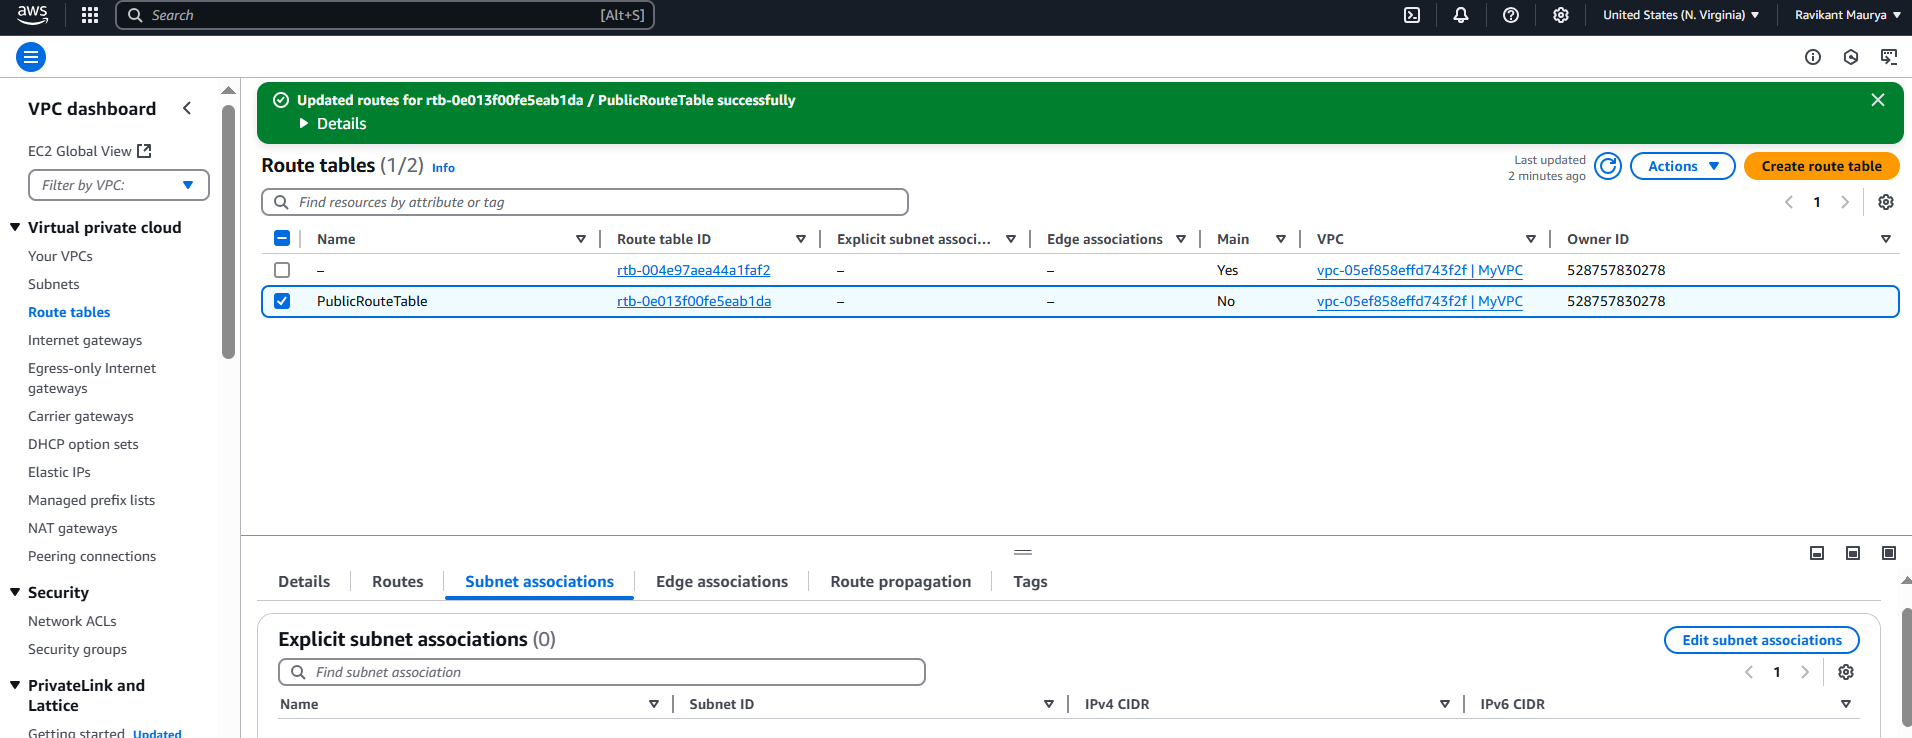 aws
Search [Alt+S]
United States (N. Virginia) Ravikant Maurya
VPC dashboard
EC2 Global View
Filter by VPC:
Virtual private cloud
Your VPCs
Subnets
Route tables
Internet gateways
Egress-only Internet
gateways
Carrier gateways
DHCP option sets
Elastic IPs
Managed prefix lists
NAT gateways
Peering connections
Security
Network ACLs
Security groups
PrivateLink and
Lattice
Getting started Updated
Updated routes for rtb-0e013f00fe5eab1da / PublicRouteTable successfully
Details
Route tables (1/2) Info
Last updated
2 minutes ago
Actions
Create route table
Find resources by attribute or tag
1
Name Route table ID Explicit subnet associ... Edge associations Main VPC Owner ID
– rtb-004e97aea44a1faf2 – – Yes vpc-05ef858effd743f2f | MyVPC 528757830278
PublicRouteTable rtb-0e013f00fe5eab1da – – No vpc-05ef858effd743f2f | MyVPC 528757830278
Details Routes Subnet associations Edge associations Route propagation Tags
Explicit subnet associations (0)
Edit subnet associations
Find subnet association
1
Name Subnet ID IPv4 CIDR IPv6 CIDR